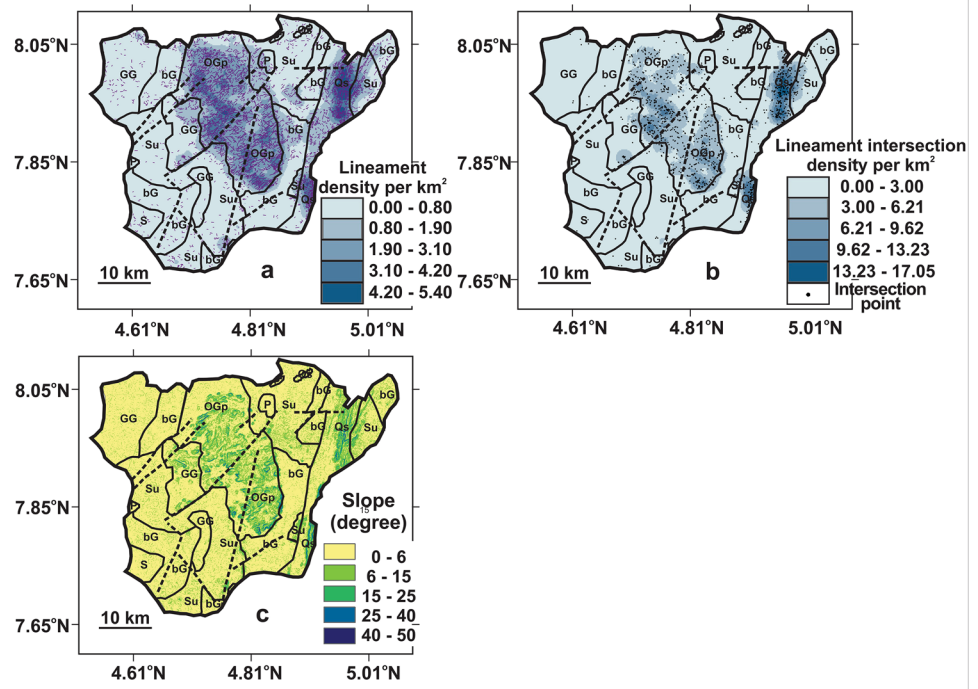 8.05°N
7.85°N
7.65°N
GG
bG
OGp
P
Su
bG
bG
bG
Qs
Su
Su
GG
bG
OGp
GG
Su
bG
S
bG
Su
bG
Su
bG
10 km
a
Lineament
density per km2
0.00 - 0.80
0.80 - 1.90
1.90 - 3.10
3.10 - 4.20
4.20 - 5.40
4.61°N
4.81°N
5.01°N
8.05°N
7.85°N
7.65°N
GG
bG
OGp
P
Su
bG
bG
bG
Su
Su
GG
bG
OGp
GG
Su
bG
S
bG
Su
bG
bG
10 km
b
Lineament intersection
density per km2
0.00 - 3.00
3.00 - 6.21
6.21 - 9.62
9.62 - 13.23
13.23 - 17.05
Intersection
point
4.61°N
4.81°N
5.01°N
8.05°N
7.85°N
7.65°N
GG
bG
OGp
P
Su
bG
bG
bG
Qs
Su
Su
GG
bG
OGp
GG
Su
bG
S
bG
Su
bG
Su
Qs
bG
10 km
c
Slope
15
(degree)
0 - 6
6 - 15
15 - 25
25 - 40
40 - 50
4.61°N
4.81°N
5.01°N